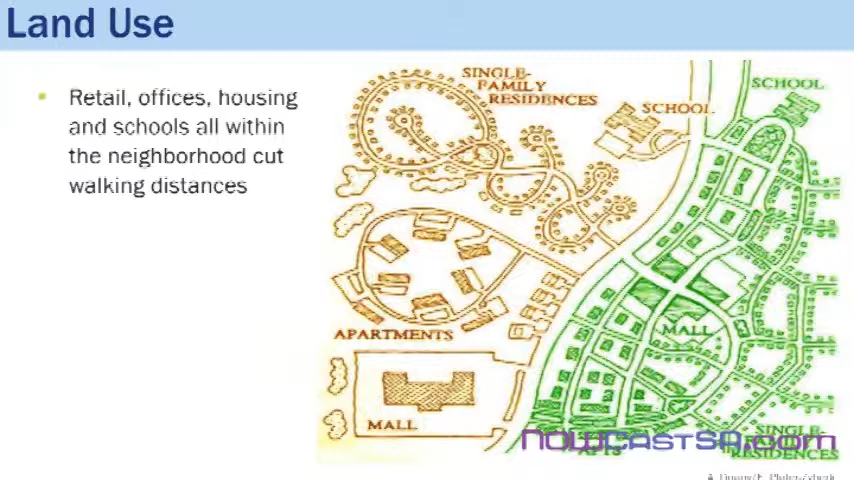 Land Use
Retail, offices, housing
and schools all within
the neighborhood cut
walking distances
SINGLE-
FAMILY
RESIDENCES
SCHOOL
SCHOOL
APARTMENTS
MALL
MALL
SINGLE-
RESIDENCES
NOWCastSA.com